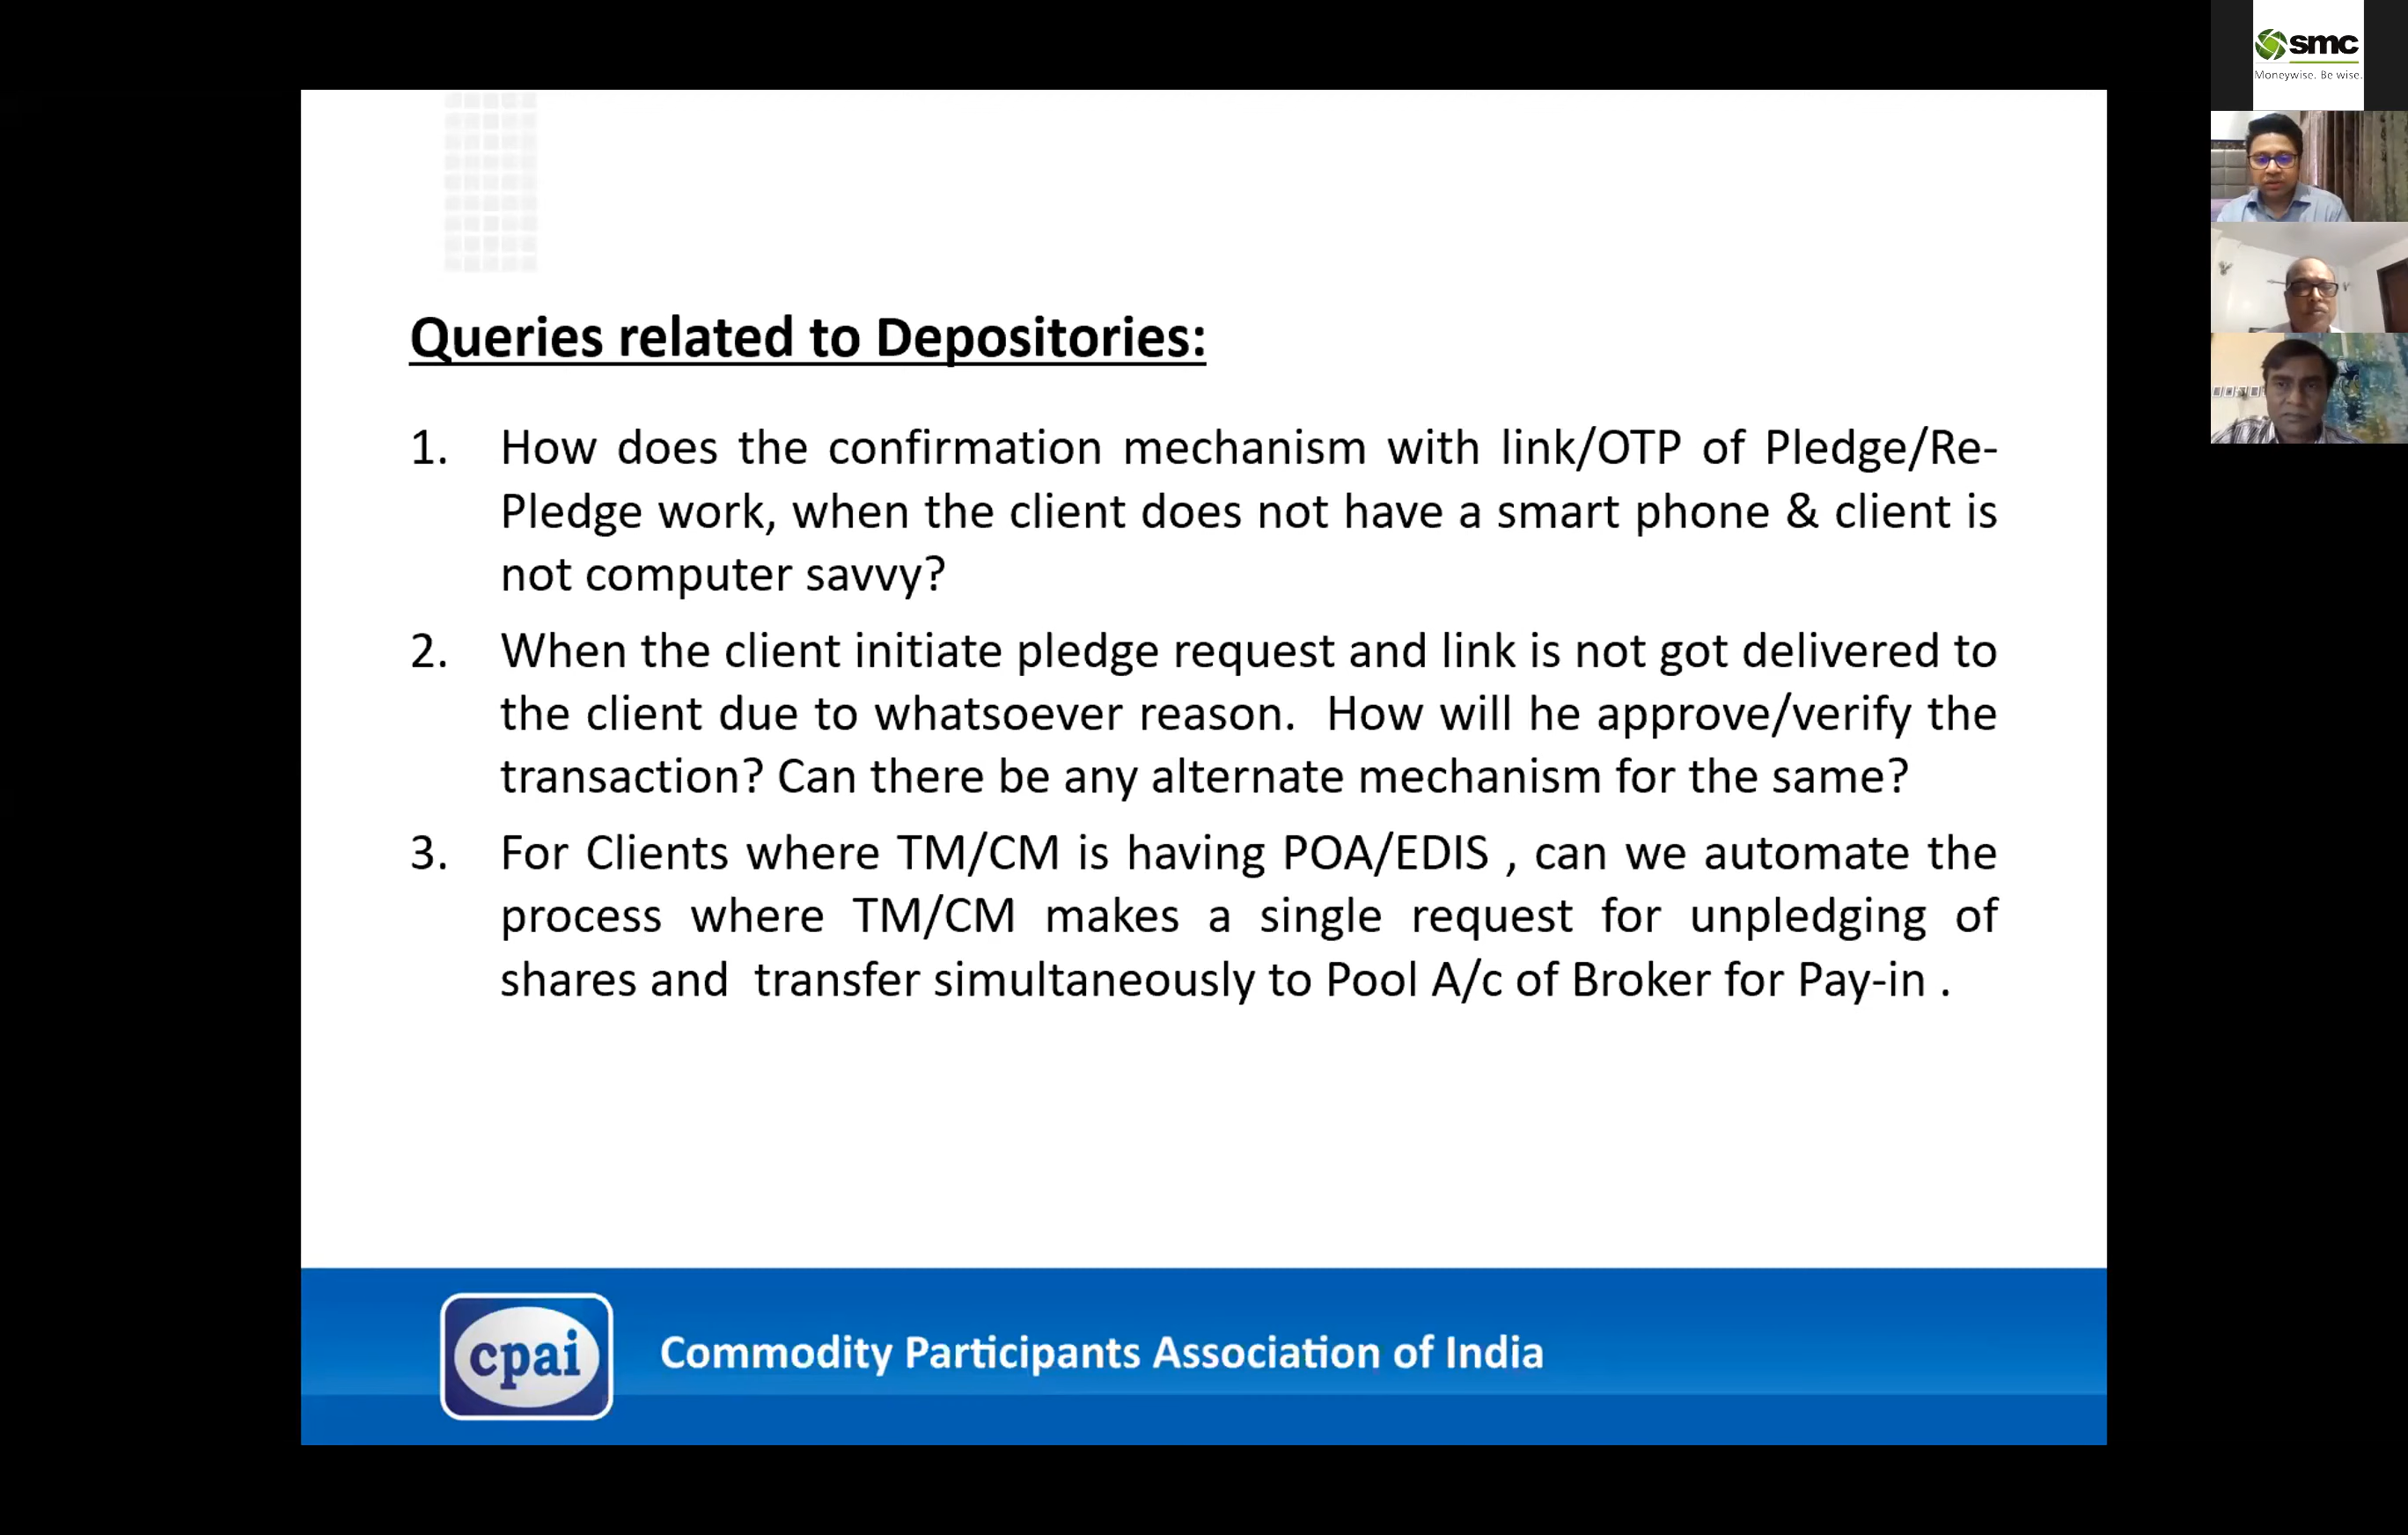 smc
Moneywise. Be wise.
Queries related to Depositories:
1. How does the confirmation mechanism with link/OTP of Pledge/Re-
Pledge work, when the client does not have a smart phone & client is
not computer savvy?
2. When the client initiate pledge request and link is not got delivered to
the client due to whatsoever reason.  How will he approve/verify the
transaction? Can there be any alternate mechanism for the same?
3. For Clients where TM/CM is having POA/EDIS , can we automate the
process where TM/CM makes a single request for unpledging of
shares and  transfer simultaneously to Pool A/c of Broker for Pay-in .
cpai
Commodity Participants Association of India